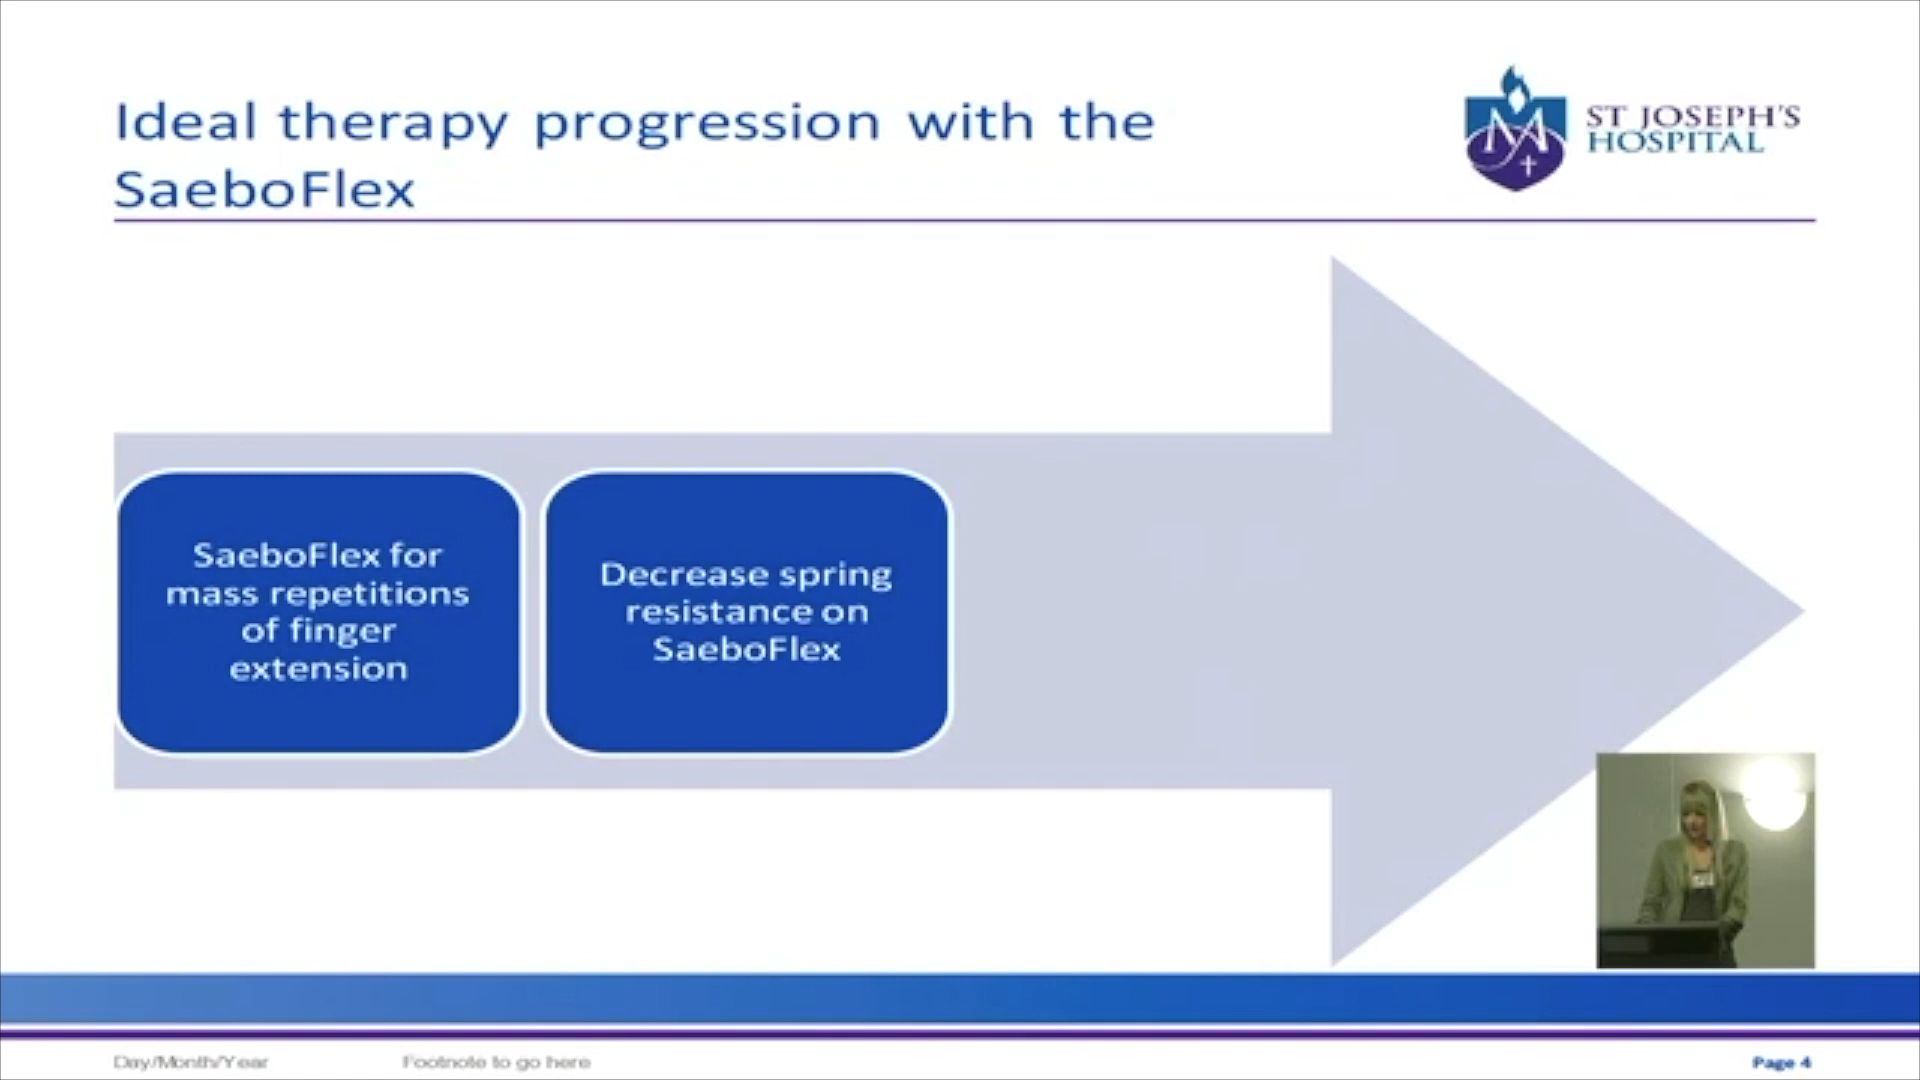 Ideal therapy progression with the
SaeboFlex
ST JOSEPH'S
HOSPITAL
SaeboFlex for
mass repetitions
of finger
extension
Decrease spring
resistance on
SaeboFlex
Day/Month/Year
Footnote to go here
Page 4